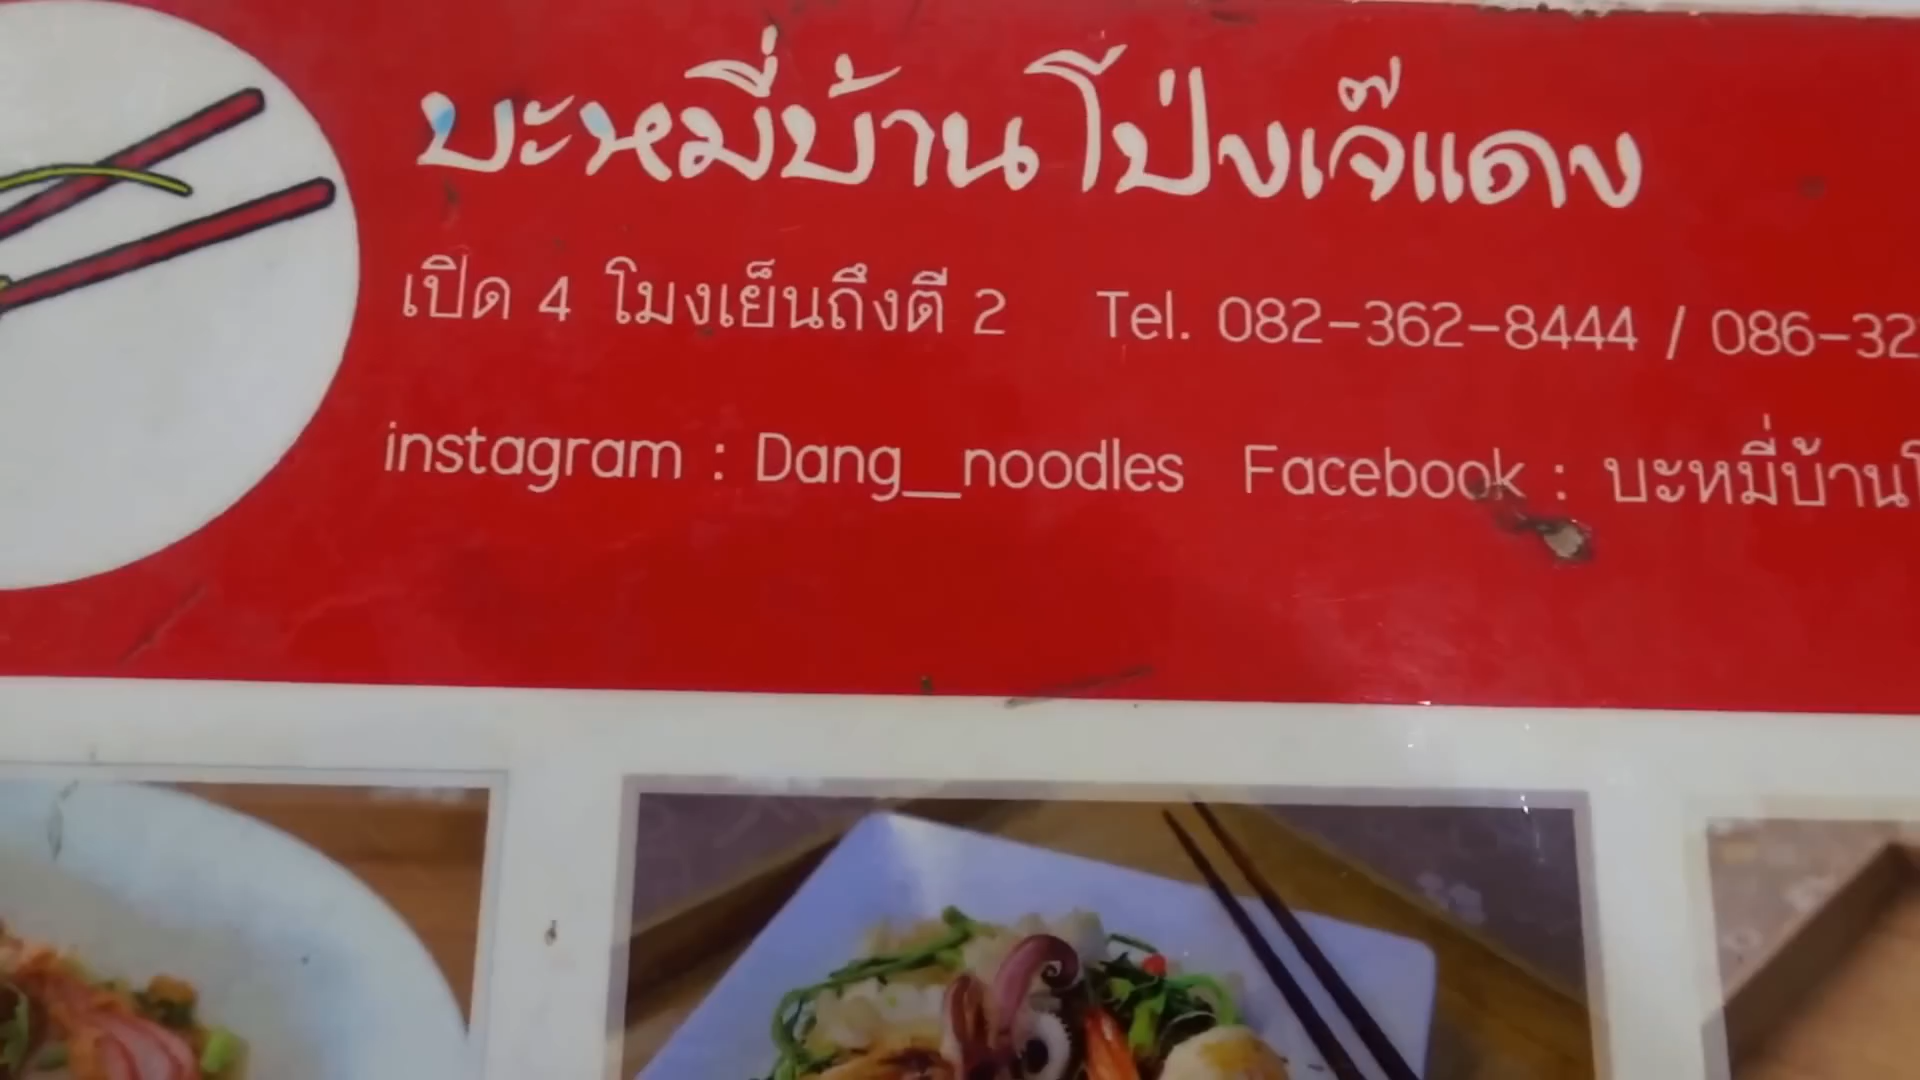 บะหมี่บ้านโป่งเจ๊แดง
เปิด 4 โมงเย็นถึงตี 2 Tel. 082-362-8444 / 086-32
instagram : Dang__noodles Facebook : บะหมี่บ้าน